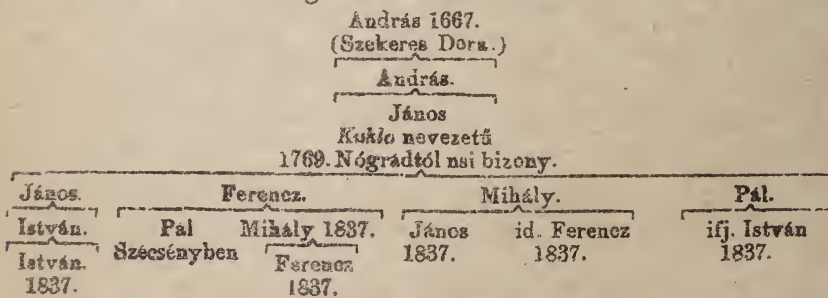 András 1667.
(Szekeres Dora.)
András.
János
Kuklo nevezetű
1769. Nógrádtól nsi bizony.
János. Ferencz. Mihály. Pál.
István. Pál Mihály 1837. János id. Ferencz ifj. István
Szécsényben 1837. 1837. 1837.
István. Ferencz
1837. 1837.